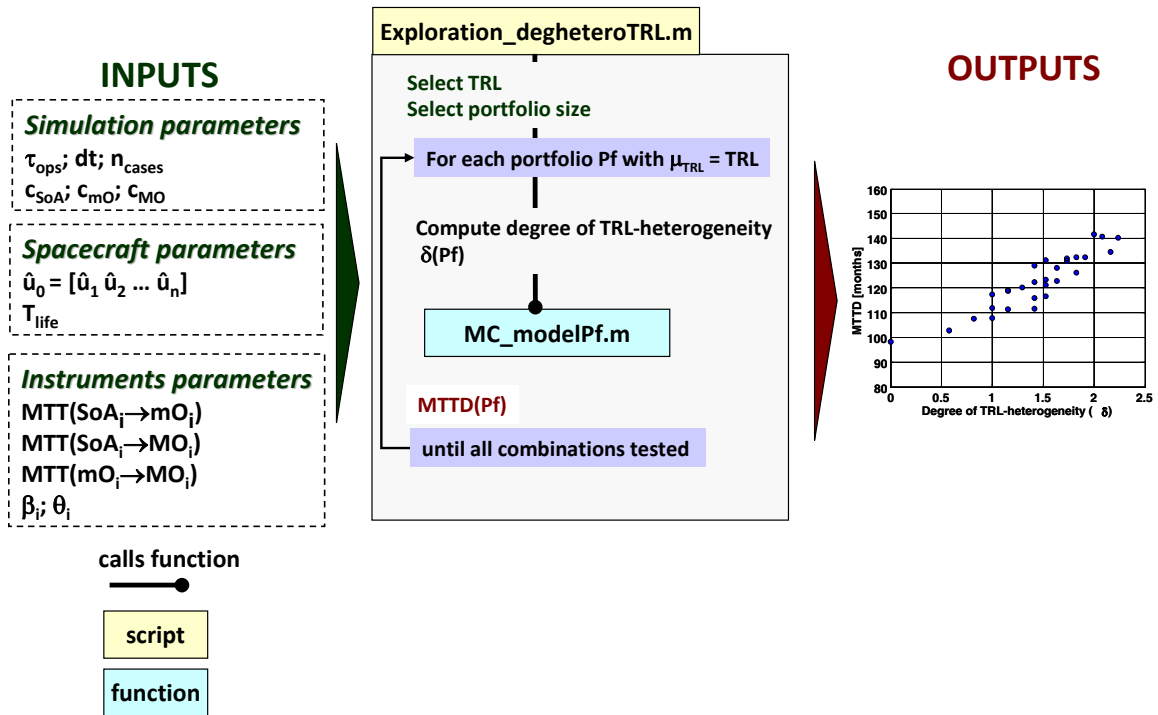 INPUTS
Simulation parameters
τops; dt; ncases
cSoA; cmO; cMO
Spacecraft parameters
û0 = [û1 û2 ... ûn]
Tlife
Instruments parameters
MTT(SoAi→mOi)
MTT(SoAi→MOi)
MTT(mOi→MOi)
βi; θi
calls function
script
function
Exploration_degheteroTRL.m
Select TRL
Select portfolio size
For each portfolio Pf with μTRL = TRL
Compute degree of TRL-heterogeneity
δ(Pf)
MC_modelPf.m
MTTD(Pf)
until all combinations tested
OUTPUTS
MTTD [months]
160
150
140
130
120
110
100
90
80
0 0.5 1 1.5 2 2.5
Degree of TRL-heterogeneity ( δ)